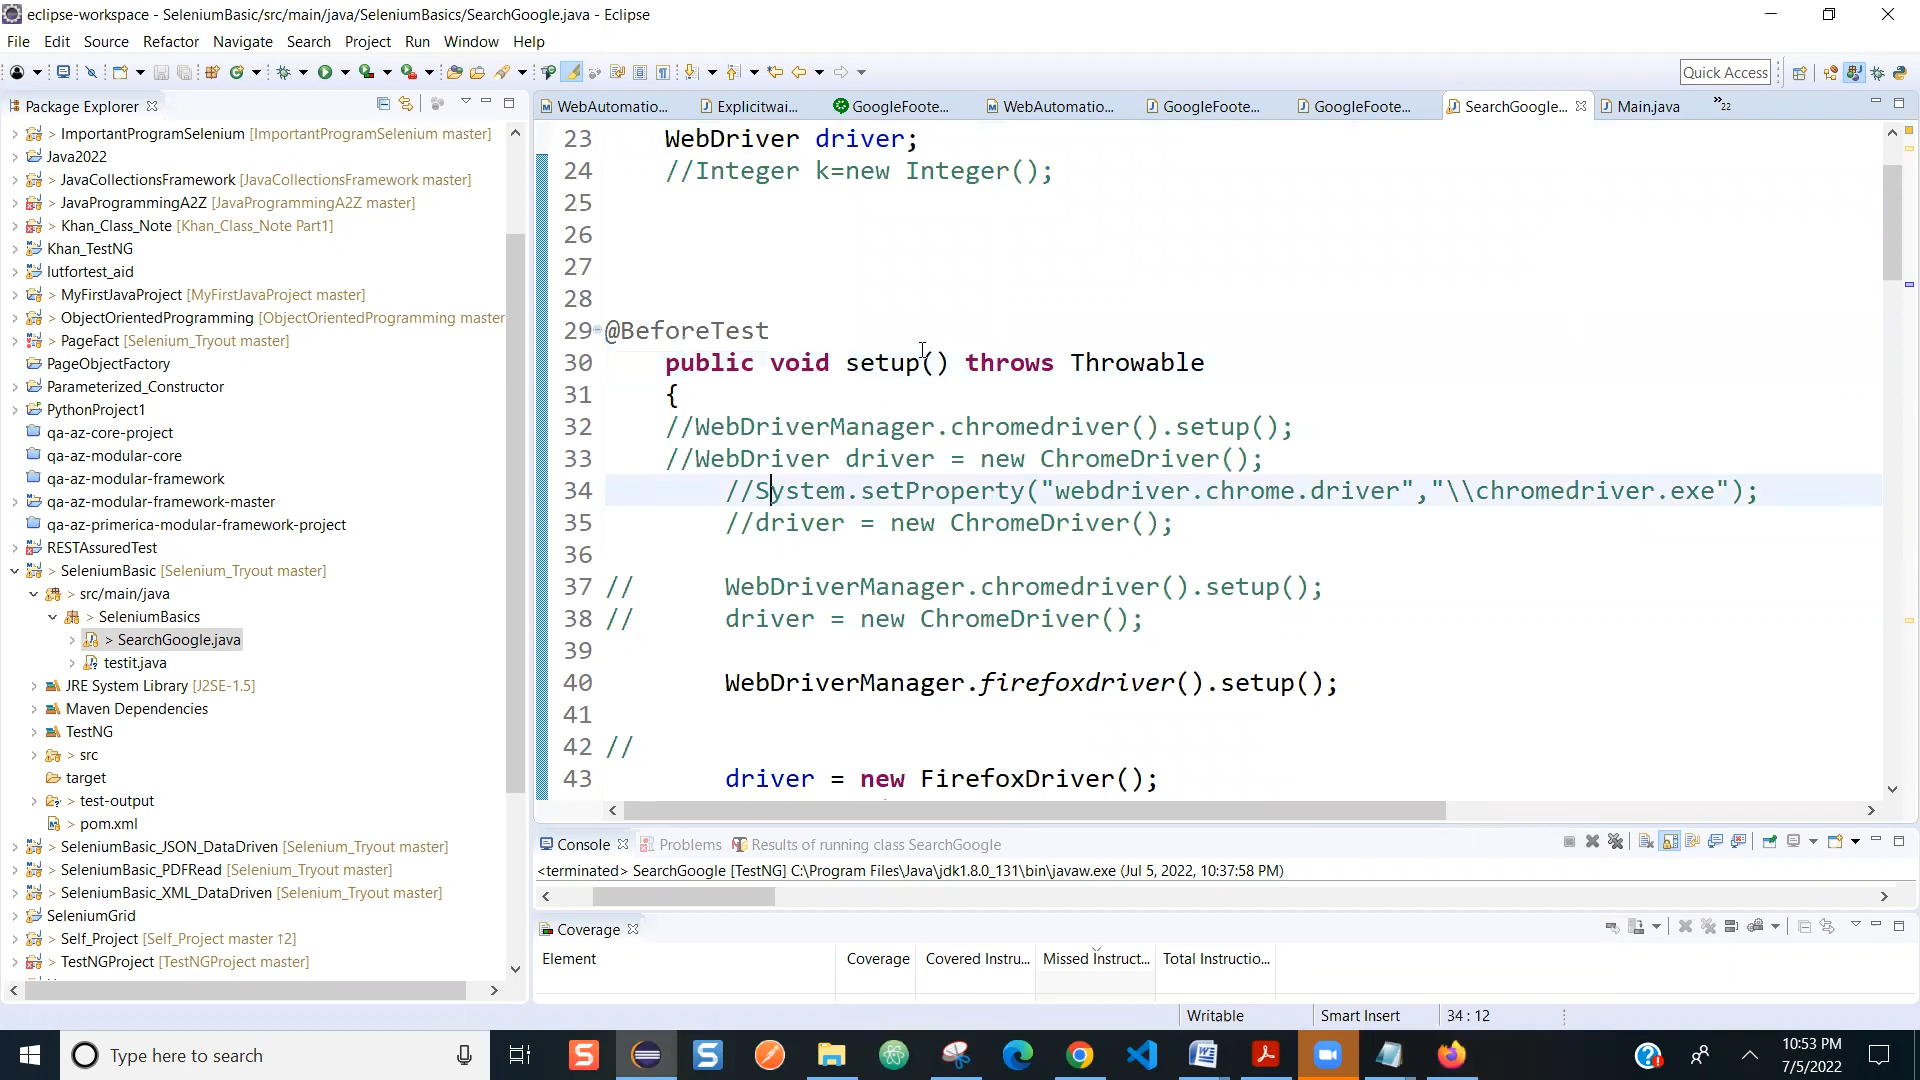 eclipse-workspace - SeleniumBasic/src/main/java/SeleniumBasics/SearchGoogle.java - Eclipse
File Edit Source Refactor Navigate Search Project Run Window Help
Quick Access
Package Explorer
WebAutomatio... Explicitwai... GoogleFoote... WebAutomatio... GoogleFoote... GoogleFoote... SearchGoogle... Main.java »22
> ImportantProgramSelenium [ImportantProgramSelenium master]
Java2022
> JavaCollectionsFramework [JavaCollectionsFramework master]
> JavaProgrammingA2Z [JavaProgrammingA2Z master]
> Khan_Class_Note [Khan_Class_Note Part1]
Khan_TestNG
lutfortest_aid
> MyFirstJavaProject [MyFirstJavaProject master]
> ObjectOrientedProgramming [ObjectOrientedProgramming master
> PageFact [Selenium_Tryout master]
PageObjectFactory
Parameterized_Constructor
PythonProject1
qa-az-core-project
qa-az-modular-core
qa-az-modular-framework
qa-az-modular-framework-master
qa-az-primerica-modular-framework-project
RESTAssuredTest
> SeleniumBasic [Selenium_Tryout master]
> src/main/java
> SeleniumBasics
> SearchGoogle.java
testit.java
JRE System Library [J2SE-1.5]
Maven Dependencies
TestNG
> src
target
> test-output
> pom.xml
> SeleniumBasic_JSON_DataDriven [Selenium_Tryout master]
> SeleniumBasic_PDFRead [Selenium_Tryout master]
> SeleniumBasic_XML_DataDriven [Selenium_Tryout master]
SeleniumGrid
> Self_Project [Self_Project master ↑2]
> TestNGProject [TestNGProject master]
23 WebDriver driver;
24 //Integer k=new Integer();
25
26
27
28
29 @BeforeTest
30 public void setup() throws Throwable
31 {
32 //WebDriverManager.chromedriver().setup();
33 //WebDriver driver = new ChromeDriver();
34 //System.setProperty("webdriver.chrome.driver","\\chromedriver.exe");
35 //driver = new ChromeDriver();
36
37 // WebDriverManager.chromedriver().setup();
38 // driver = new ChromeDriver();
39
40 WebDriverManager.firefoxdriver().setup();
41
42 //
43 driver = new FirefoxDriver();
Console Problems Results of running class SearchGoogle
<terminated> SearchGoogle [TestNG] C:\Program Files\Java\jdk1.8.0_131\bin\javaw.exe (Jul 5, 2022, 10:37:58 PM)
Coverage
Element Coverage Covered Instru... Missed Instruct... Total Instructio...
Writable Smart Insert 34 : 12
Type here to search
10:53 PM
7/5/2022